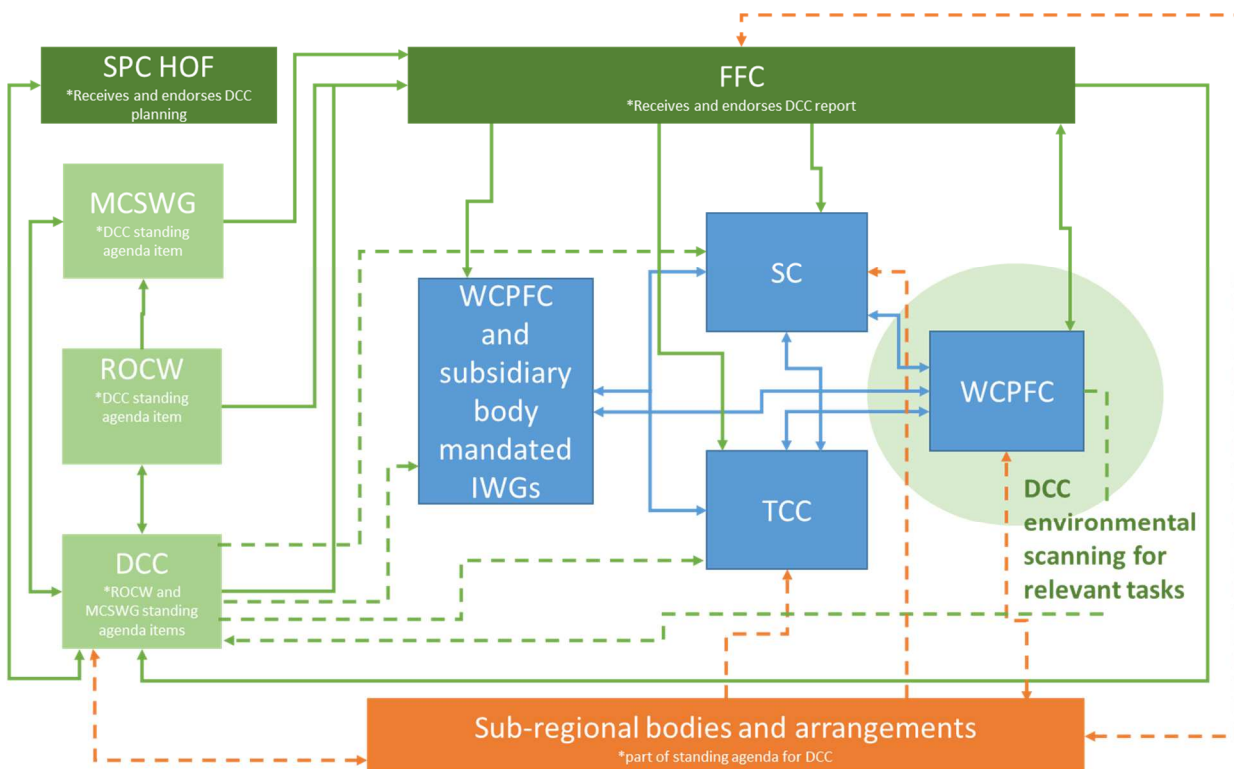 SPC HOF
*Receives and endorses DCC
planning
FFC
*Receives and endorses DCC report
MCSWG
*DCC standing
agenda item
ROCW
*DCC standing
agenda item
DCC
*ROCW and
MCSWG standing
agenda items
WCPFC
and
subsidiary
body
mandated
IWGs
SC
TCC
WCPFC
DCC
environmental
scanning for
relevant tasks
Sub-regional bodies and arrangements
*part of standing agenda for DCC